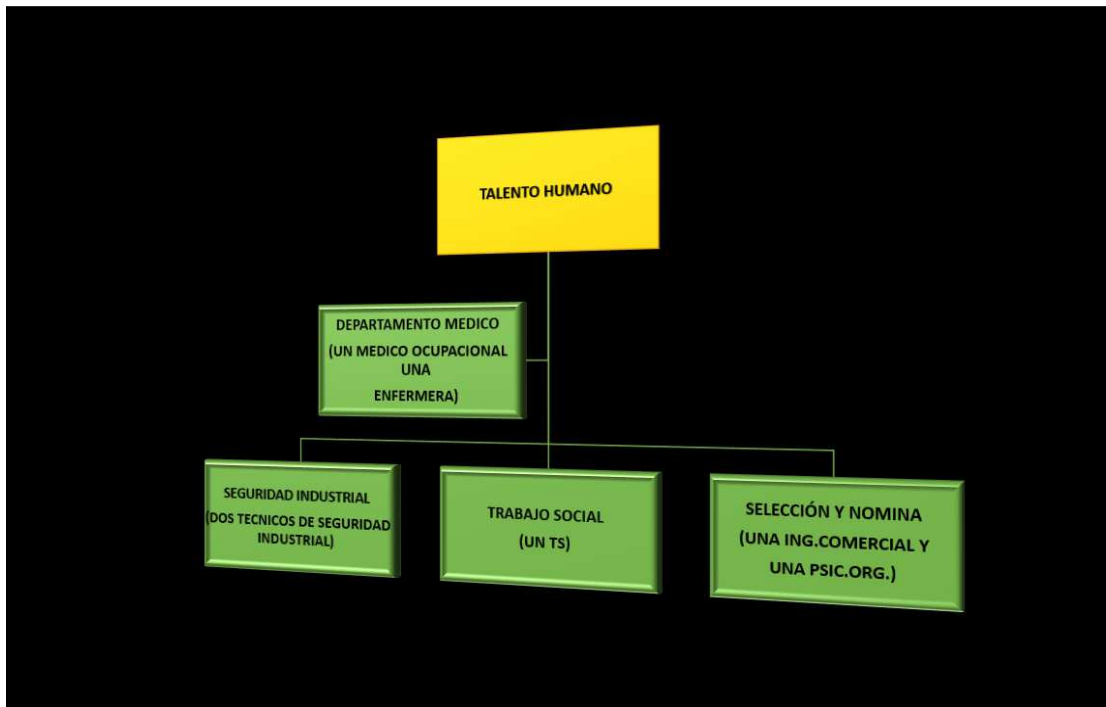 TALENTO HUMANO
DEPARTAMENTO MEDICO
(UN MEDICO OCUPACIONAL
UNA
ENFERMERA)
SEGURIDAD INDUSTRIAL
(DOS TECNICOS DE SEGURIDAD
INDUSTRIAL)
TRABAJO SOCIAL
(UN TS)
SELECCIÓN Y NOMINA
(UNA ING.COMERCIAL Y
UNA PSIC.ORG.)